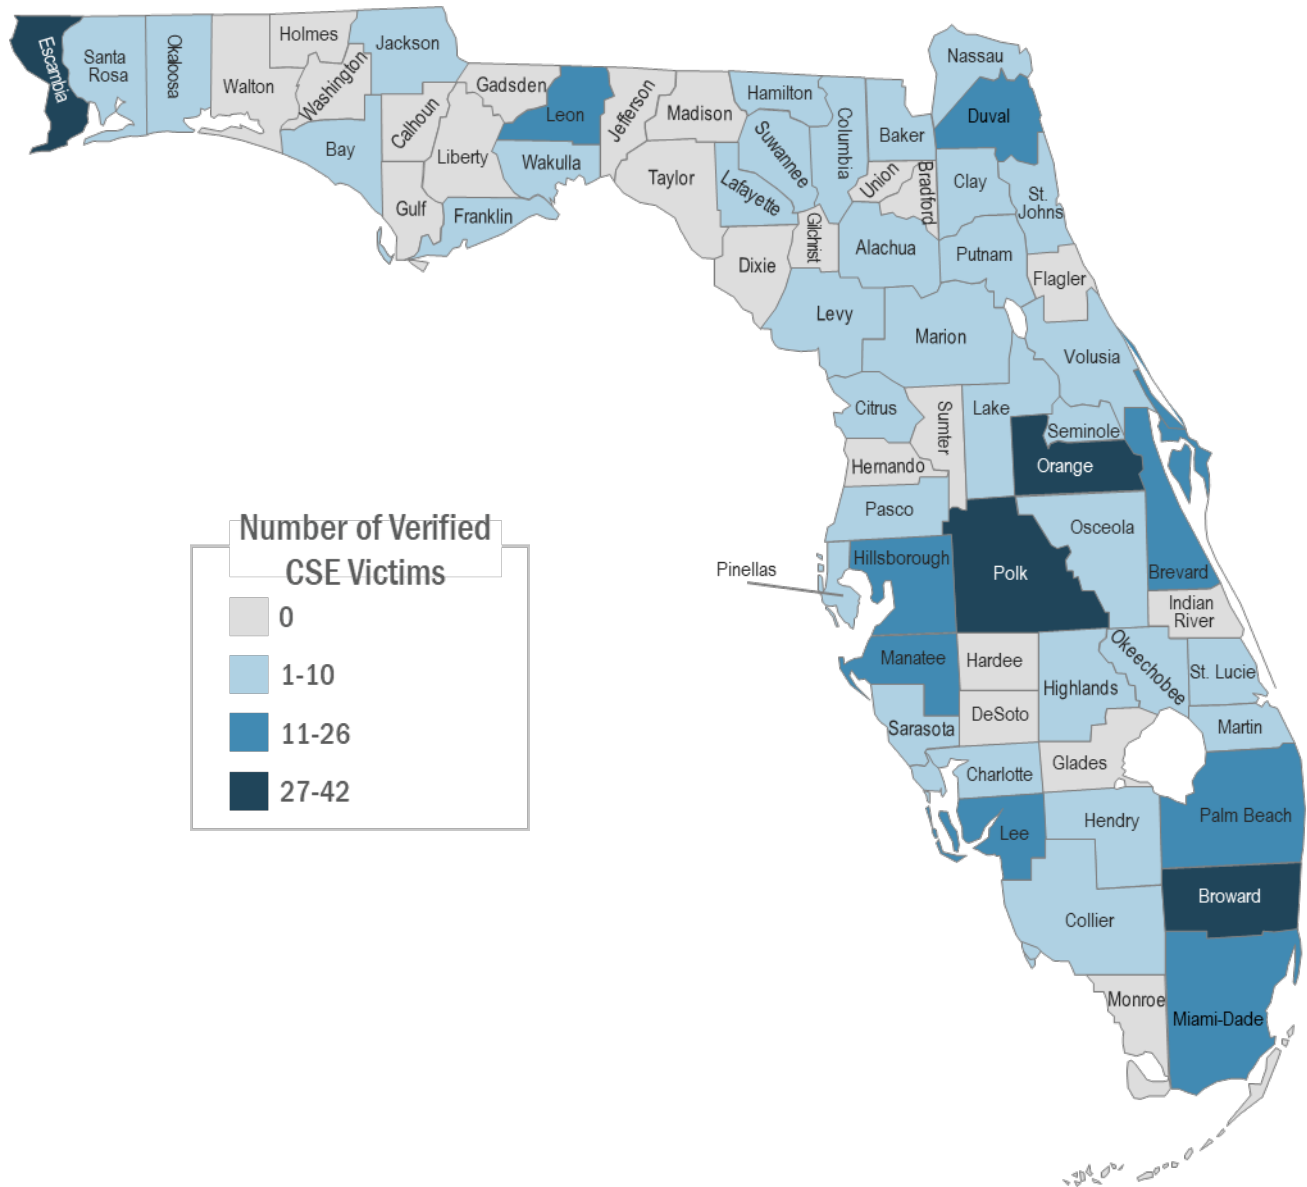 Escambia
Santa
Rosa
Okaloosa
Walton
Holmes
Washington
Jackson
Bay
Calhoun
Gulf
Liberty
Gadsden
Franklin
Leon
Wakulla
Jefferson
Madison
Taylor
Hamilton
Suwannee
Lafayette
Dixie
Columbia
Gilchrist
Baker
Union
Bradford
Alachua
Levy
Nassau
Duval
Clay
St.
Johns
Putnam
Flagler
Marion
Volusia
Citrus
Sumter
Lake
Hernando
Seminole
Orange
Pasco
Osceola
Pinellas
Hillsborough
Polk
Brevard
Indian
River
Manatee
Hardee
Okeechobee
St. Lucie
Highlands
DeSoto
Sarasota
Martin
Charlotte
Glades
Lee
Hendry
Palm Beach
Collier
Broward
Monroe
Miami-Dade
Number of Verified
CSE Victims
0
1-10
11-26
27-42